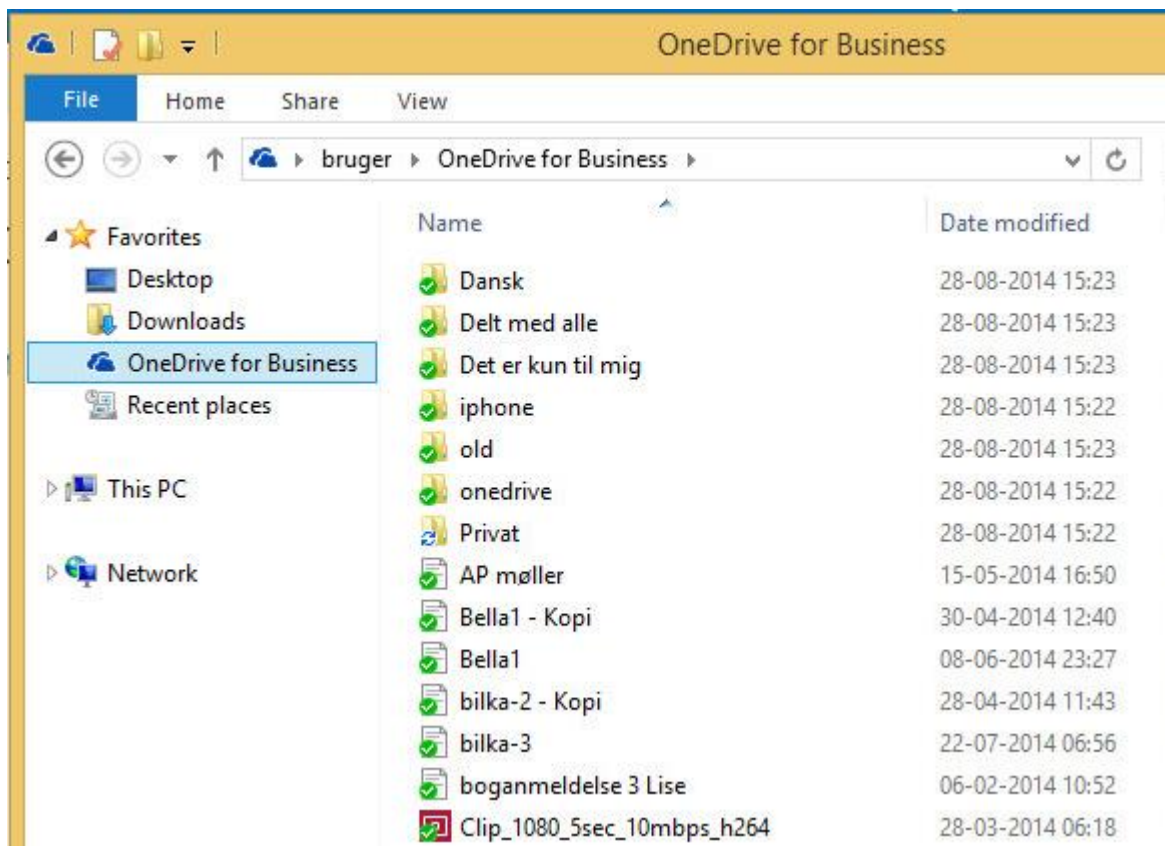 OneDrive for Business
File Home Share View
bruger OneDrive for Business
Name Date modified
Favorites
Desktop
Downloads
OneDrive for Business
Recent places
This PC
Network
Dansk 28-08-2014 15:23
Delt med alle 28-08-2014 15:23
Det er kun til mig 28-08-2014 15:23
iphone 28-08-2014 15:22
old 28-08-2014 15:23
onedrive 28-08-2014 15:22
Privat 28-08-2014 15:22
AP møller 15-05-2014 16:50
Bella1 - Kopi 30-04-2014 12:40
Bella1 08-06-2014 23:27
bilka-2 - Kopi 28-04-2014 11:43
bilka-3 22-07-2014 06:56
boganmeldelse 3 Lise 06-02-2014 10:52
Clip_1080_5sec_10mbps_h264 28-03-2014 06:18